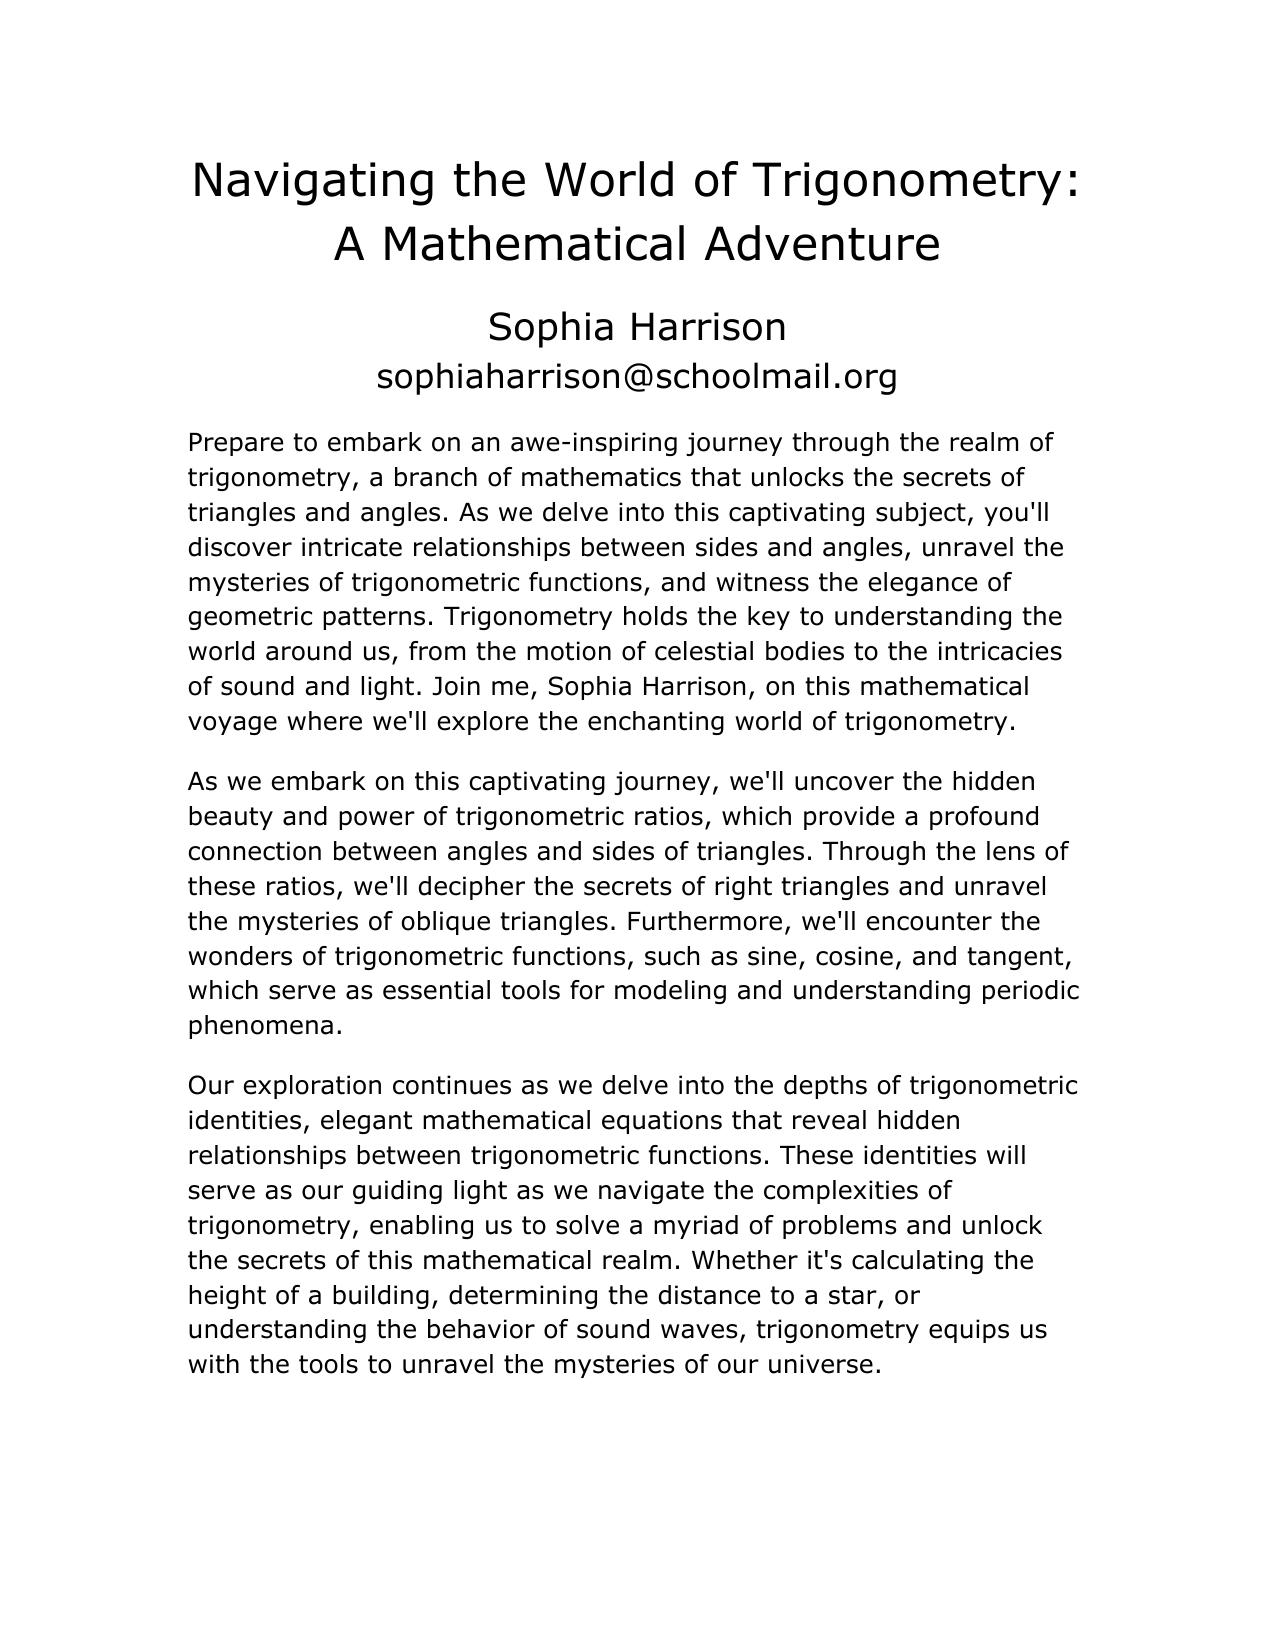 Navigating the World of Trigonometry:
A Mathematical Adventure
Sophia Harrison
sophiaharrison@schoolmail.org
Prepare to embark on an awe-inspiring journey through the realm of
trigonometry, a branch of mathematics that unlocks the secrets of
triangles and angles. As we delve into this captivating subject, you'll
discover intricate relationships between sides and angles, unravel the
mysteries of trigonometric functions, and witness the elegance of
geometric patterns. Trigonometry holds the key to understanding the
world around us, from the motion of celestial bodies to the intricacies
of sound and light. Join me, Sophia Harrison, on this mathematical
voyage where we'll explore the enchanting world of trigonometry.
As we embark on this captivating journey, we'll uncover the hidden
beauty and power of trigonometric ratios, which provide a profound
connection between angles and sides of triangles. Through the lens of
these ratios, we'll decipher the secrets of right triangles and unravel
the mysteries of oblique triangles. Furthermore, we'll encounter the
wonders of trigonometric functions, such as sine, cosine, and tangent,
which serve as essential tools for modeling and understanding periodic
phenomena.
Our exploration continues as we delve into the depths of trigonometric
identities, elegant mathematical equations that reveal hidden
relationships between trigonometric functions. These identities will
serve as our guiding light as we navigate the complexities of
trigonometry, enabling us to solve a myriad of problems and unlock
the secrets of this mathematical realm. Whether it's calculating the
height of a building, determining the distance to a star, or
understanding the behavior of sound waves, trigonometry equips us
with the tools to unravel the mysteries of our universe.